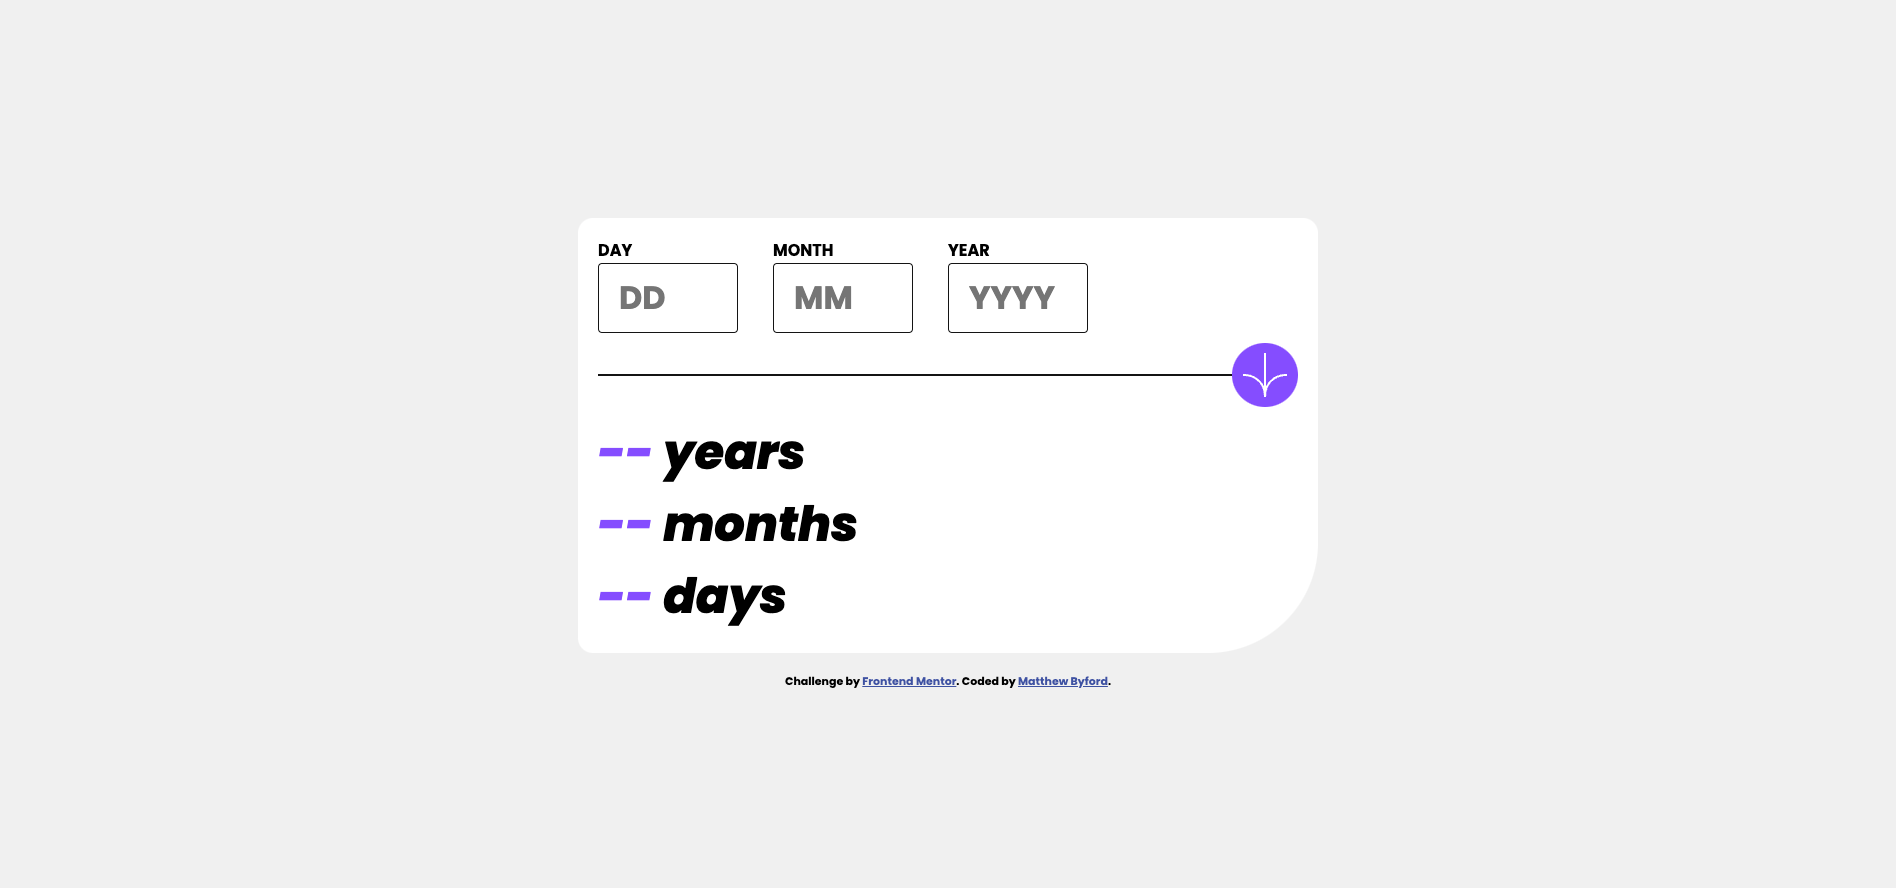 DAY MONTH YEAR
DD MM YYYY
-- years
-- months
-- days
Challenge by Frontend Mentor. Coded by Matthew Byford.